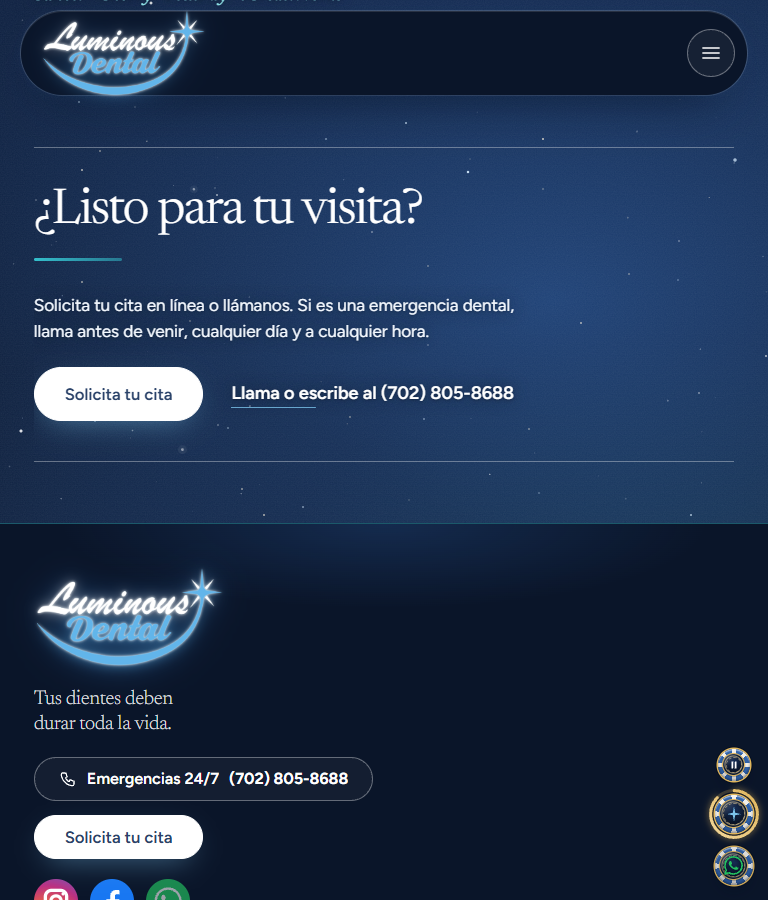 Luminous
Dental
¿Listo para tu visita?
Solicita tu cita en línea o llámanos. Si es una emergencia dental,
llama antes de venir, cualquier día y a cualquier hora.
Solicita tu cita
Llama o escribe al (702) 805-8688
Luminous
Dental
Tus dientes deben
durar toda la vida.
Emergencias 24/7 (702) 805-8688
Solicita tu cita